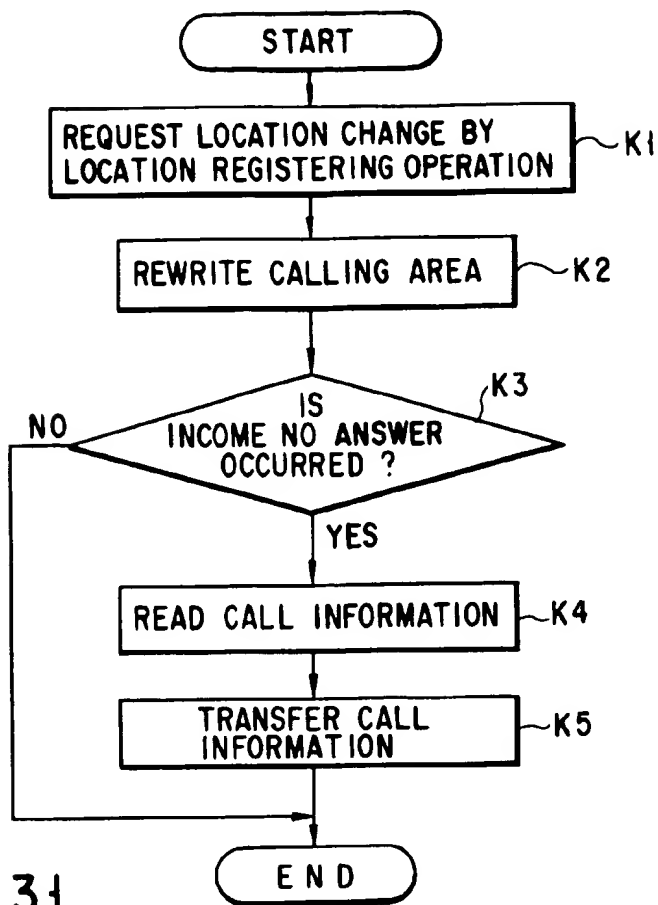 START
REQUEST LOCATION CHANGE BY
LOCATION REGISTERING OPERATION
K1
REWRITE CALLING AREA
K2
K3
IS
INCOME NO ANSWER
OCCURRED ?
NO
YES
READ CALL INFORMATION
K4
TRANSFER CALL
INFORMATION
K5
END
31